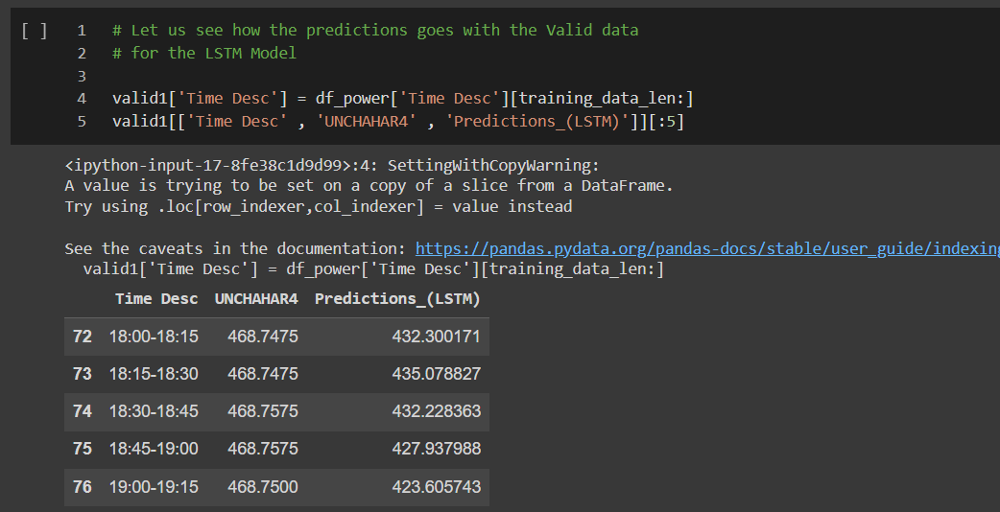 [ ] 1 # Let us see how the predictions goes with the Valid data
2 # for the LSTM Model
3
4 valid1['Time Desc'] = df_power['Time Desc'][training_data_len:]
5 valid1[['Time Desc' , 'UNCHAHAR4' , 'Predictions_(LSTM)']][:5]
<ipython-input-17-8fe38c1d9d99>:4: SettingWithCopyWarning:
A value is trying to be set on a copy of a slice from a DataFrame.
Try using .loc[row_indexer,col_indexer] = value instead
See the caveats in the documentation: https://pandas.pydata.org/pandas-docs/stable/user_guide/indexing
valid1['Time Desc'] = df_power['Time Desc'][training_data_len:]
Time Desc UNCHAHAR4 Predictions_(LSTM)
72 18:00-18:15 468.7475 432.300171
73 18:15-18:30 468.7475 435.078827
74 18:30-18:45 468.7575 432.228363
75 18:45-19:00 468.7575 427.937988
76 19:00-19:15 468.7500 423.605743